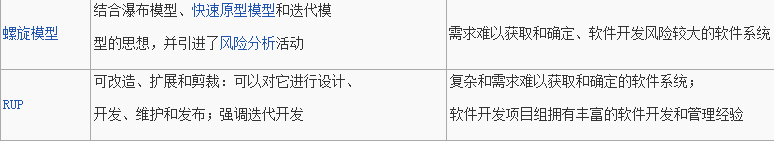 螺旋模型
结合瀑布模型、快速原型模型和迭代模
型的思想，并引进了风险分析活动
需求难以获取和确定、软件开发风险较大的软件系统
RUP
可改造、扩展和剪裁：可以对它进行设计、
开发、维护和发布；强调迭代开发
复杂和需求难以获取和确定的软件系统；
软件开发项目组拥有丰富的软件开发和管理经验